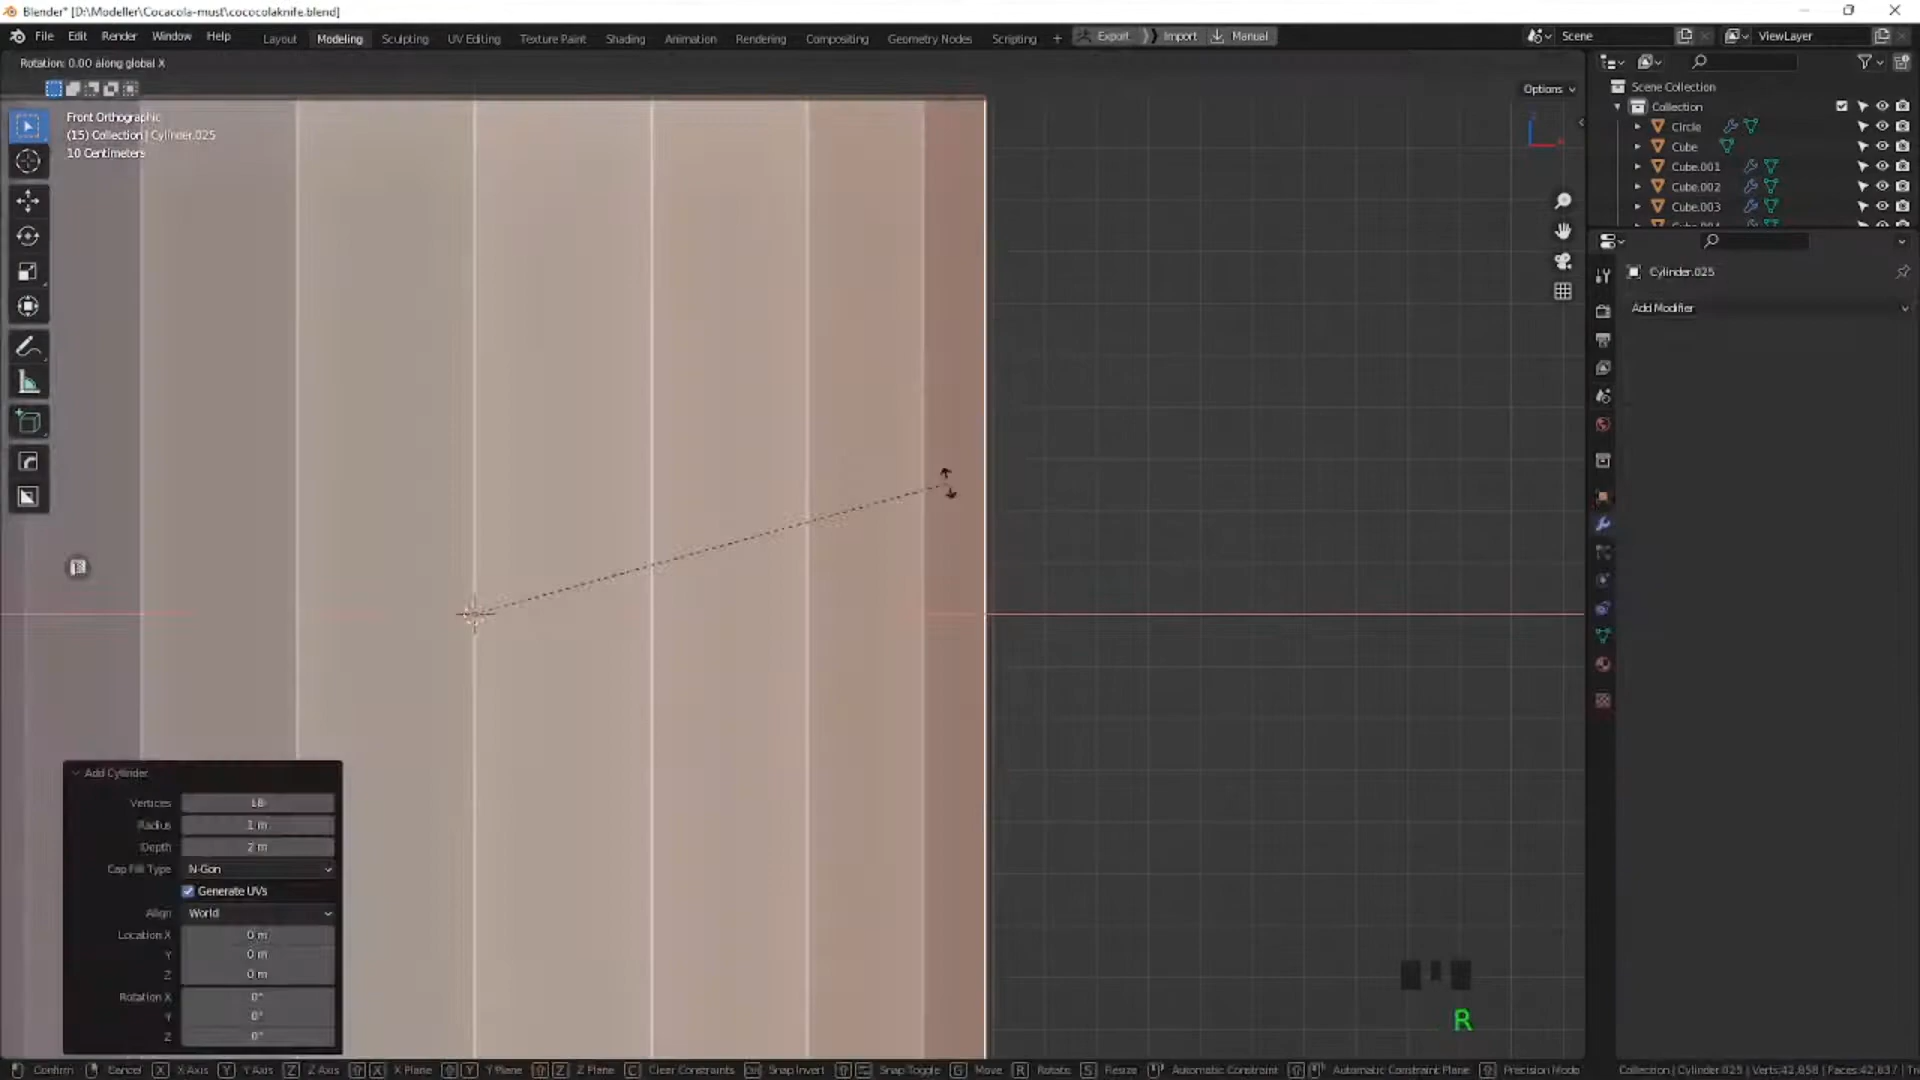 Blender* [D:\Modeller\Cocacola-must\cococolaknife.blend]
File Edit Render Window Help
Layout Modeling Sculpting UV Editing Texture Paint Shading Animation Rendering Compositing Geometry Nodes Scripting +
Export Import Manual
Scene
ViewLayer
Rotation: 0.00 along global X
Options
Front Orthographic
(15) Collection | Cylinder.025
10 Centimeters
Scene Collection
Collection
Circle
Cube
Cube.001
Cube.002
Cube.003
Cylinder.025
Add Modifier
Add Cylinder
Vertices 18
Radius 1 m
Depth 2 m
Cap Fill Type N-Gon
Generate UVs
Align World
Location X 0 m
Y 0 m
Z 0 m
Rotation X 0°
Y 0°
Z 0°
R
Confirm Cancel X X Axis Y Y Axis Z Z Axis X X Plane Y Y Plane Z Z Plane C Clear Constraints Snap Invert Snap Toggle G Move R Rotate S Resize Automatic Constraint Automatic Constraint Plane Precision Mode
Collection | Cylinder.025 | Verts:42,858 | Faces:42,837 |